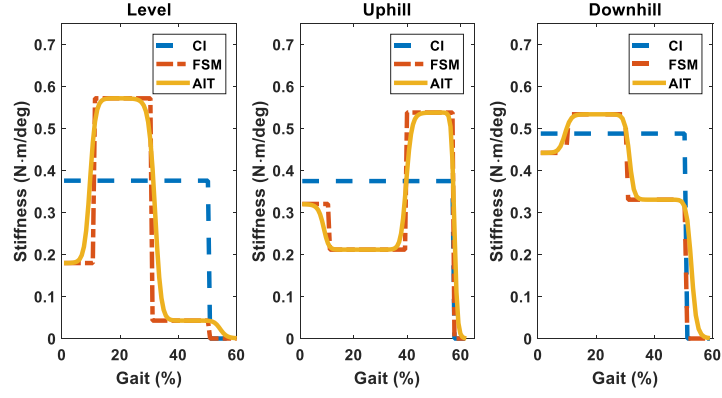 Level
Stiffness (N·m/deg)
0.7
0.6
0.5
0.4
0.3
0.2
0.1
0
CI
FSM
AIT
0 20 40 60
Gait (%)
Uphill
Stiffness (N·m/deg)
0.7
0.6
0.5
0.4
0.3
0.2
0.1
0
CI
FSM
AIT
0 20 40 60
Gait (%)
Downhill
Stiffness (N·m/deg)
0.7
0.6
0.5
0.4
0.3
0.2
0.1
0
CI
FSM
AIT
0 20 40 60
Gait (%)